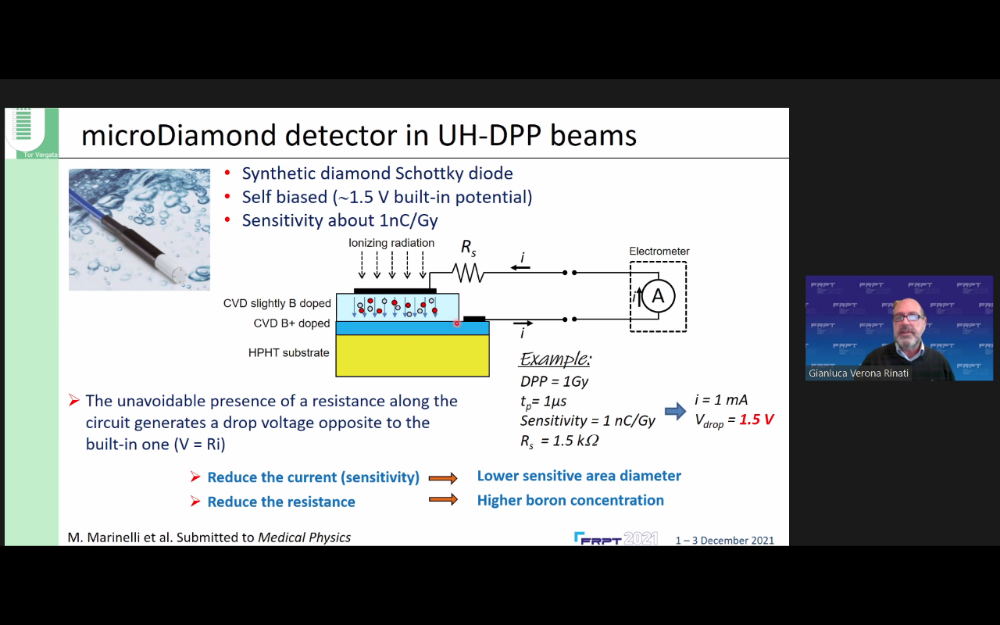 Tor Vergata
microDiamond detector in UH-DPP beams
• Synthetic diamond Schottky diode
• Self biased (~1.5 V built-in potential)
• Sensitivity about 1nC/Gy
Ionizing radiation
Rs
i
Electrometer
i
A
CVD slightly B doped
CVD B+ doped
i
HPHT substrate
Example:
DPP = 1Gy
tp= 1µs
Sensitivity = 1 nC/Gy
Rs = 1.5 kΩ
i = 1 mA
Vdrop = 1.5 V
➢ The unavoidable presence of a resistance along the
circuit generates a drop voltage opposite to the
built-in one (V = Ri)
➢ Reduce the current (sensitivity)
Lower sensitive area diameter
➢ Reduce the resistance
Higher boron concentration
M. Marinelli et al. Submitted to Medical Physics
FRPT 2021
1 – 3 December 2021
FRPT
Gianluca Verona Rinati